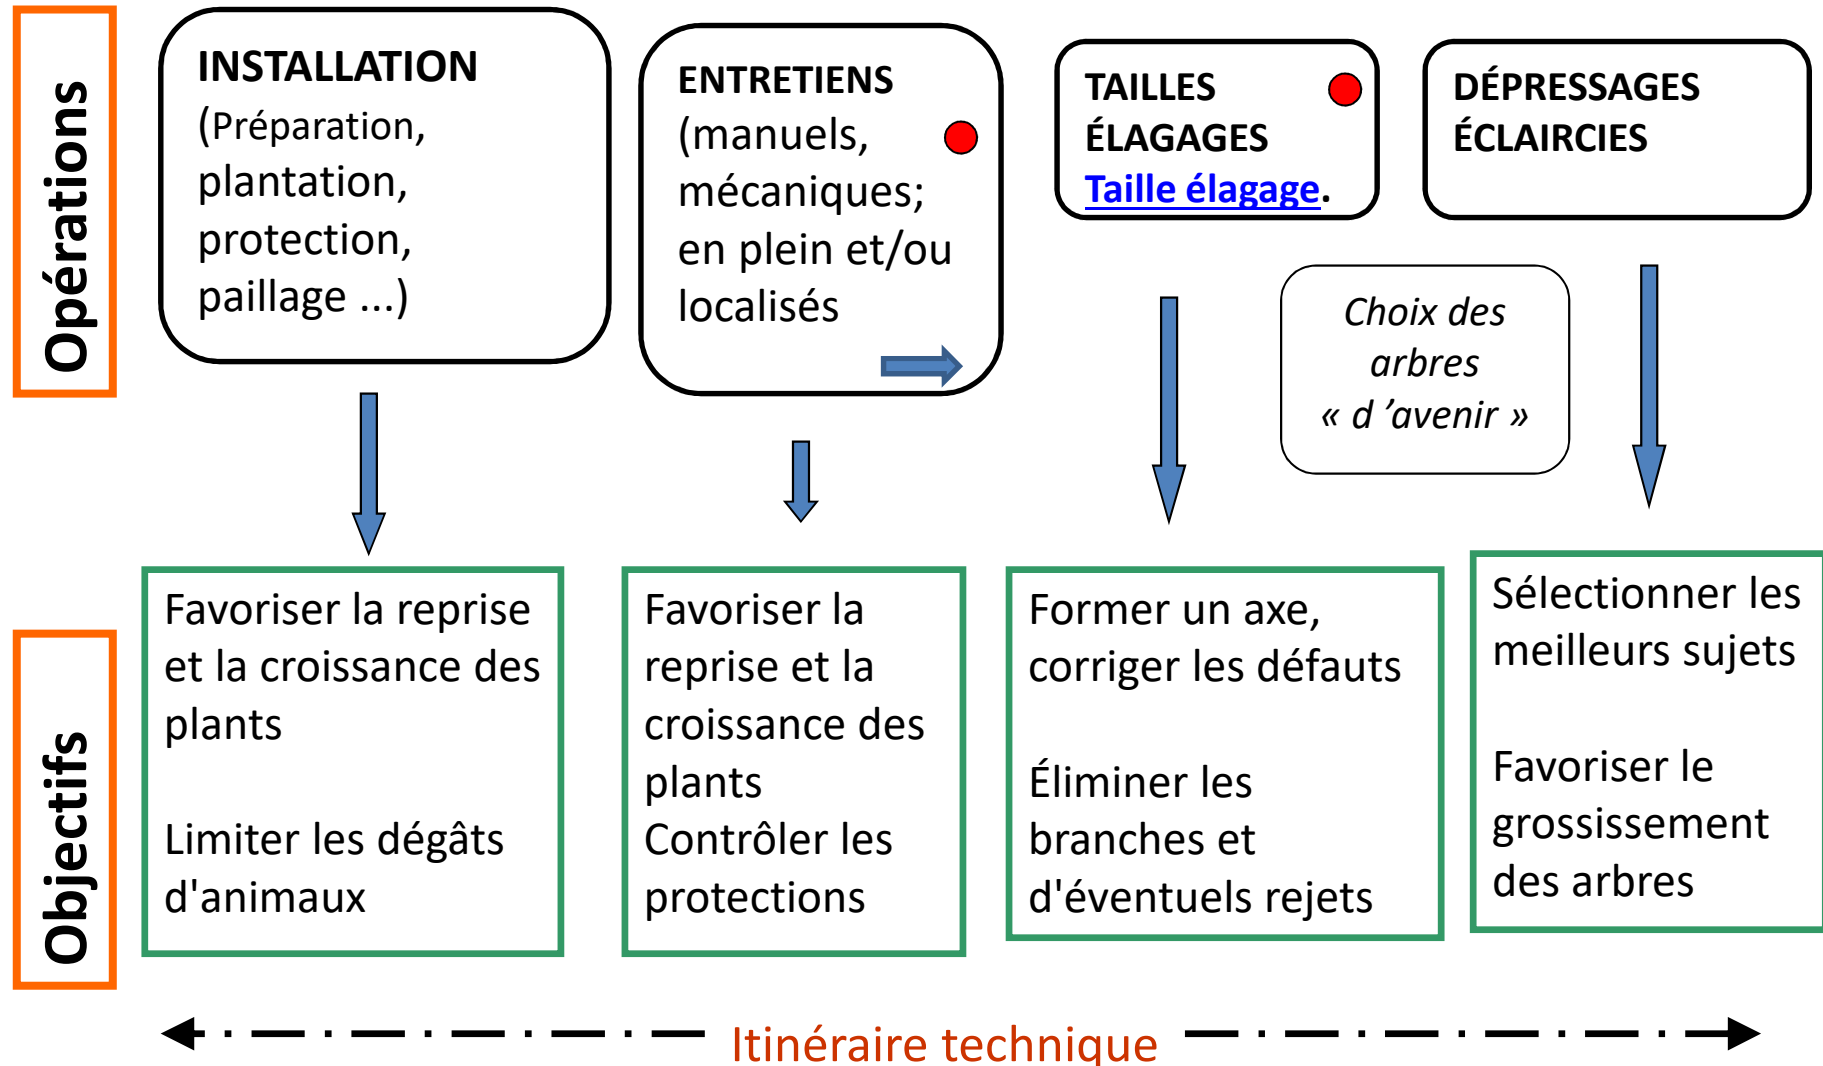 Opérations
INSTALLATION
(Préparation,
plantation,
protection,
paillage ...)
ENTRETIENS
(manuels,
mécaniques;
en plein et/ou
localisés
TAILLES
ÉLAGAGES
Taille élagage.
DÉPRESSAGES
ÉCLAIRCIES
Choix des
arbres
« d ’avenir »
Objectifs
Favoriser la reprise
et la croissance des
plants
Limiter les dégâts
d'animaux
Favoriser la
reprise et la
croissance des
plants
Contrôler les
protections
Former un axe,
corriger les défauts
Éliminer les
branches et
d'éventuels rejets
Sélectionner les
meilleurs sujets
Favoriser le
grossissement
des arbres
Itinéraire technique